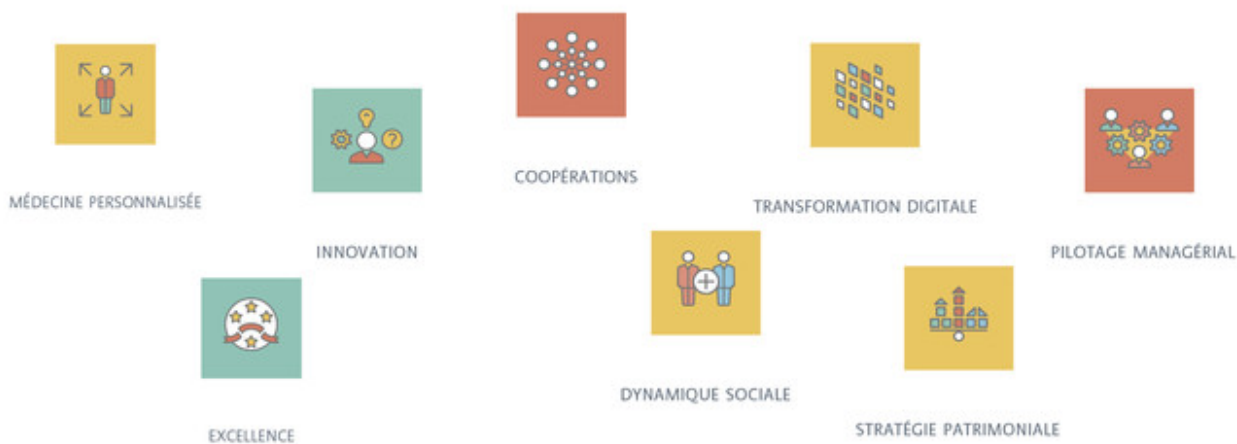 MÉDECINE PERSONNALISÉE
INNOVATION
COOPÉRATIONS
TRANSFORMATION DIGITALE
PILOTAGE MANAGÉRIAL
EXCELLENCE
DYNAMIQUE SOCIALE
STRATÉGIE PATRIMONIALE